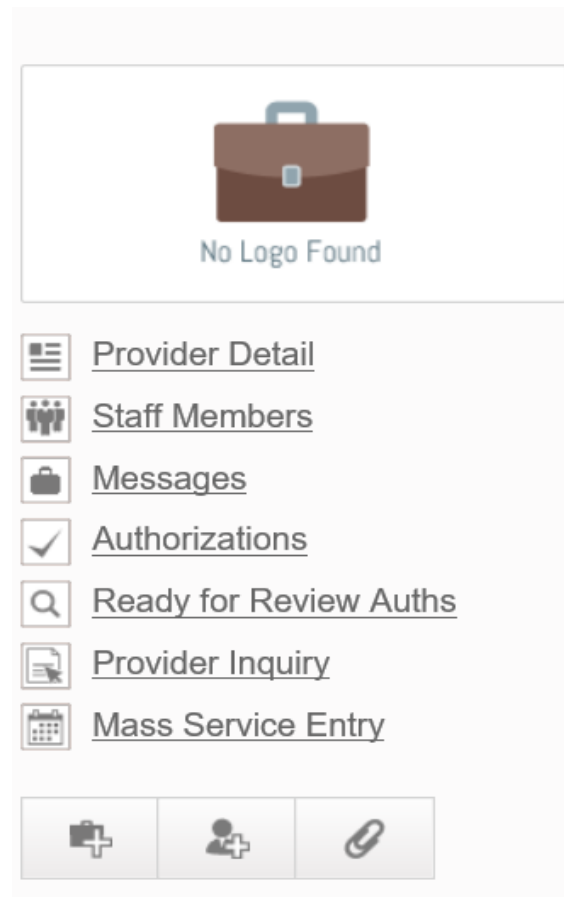 No Logo Found
Provider Detail
Staff Members
Messages
Authorizations
Ready for Review Auths
Provider Inquiry
Mass Service Entry